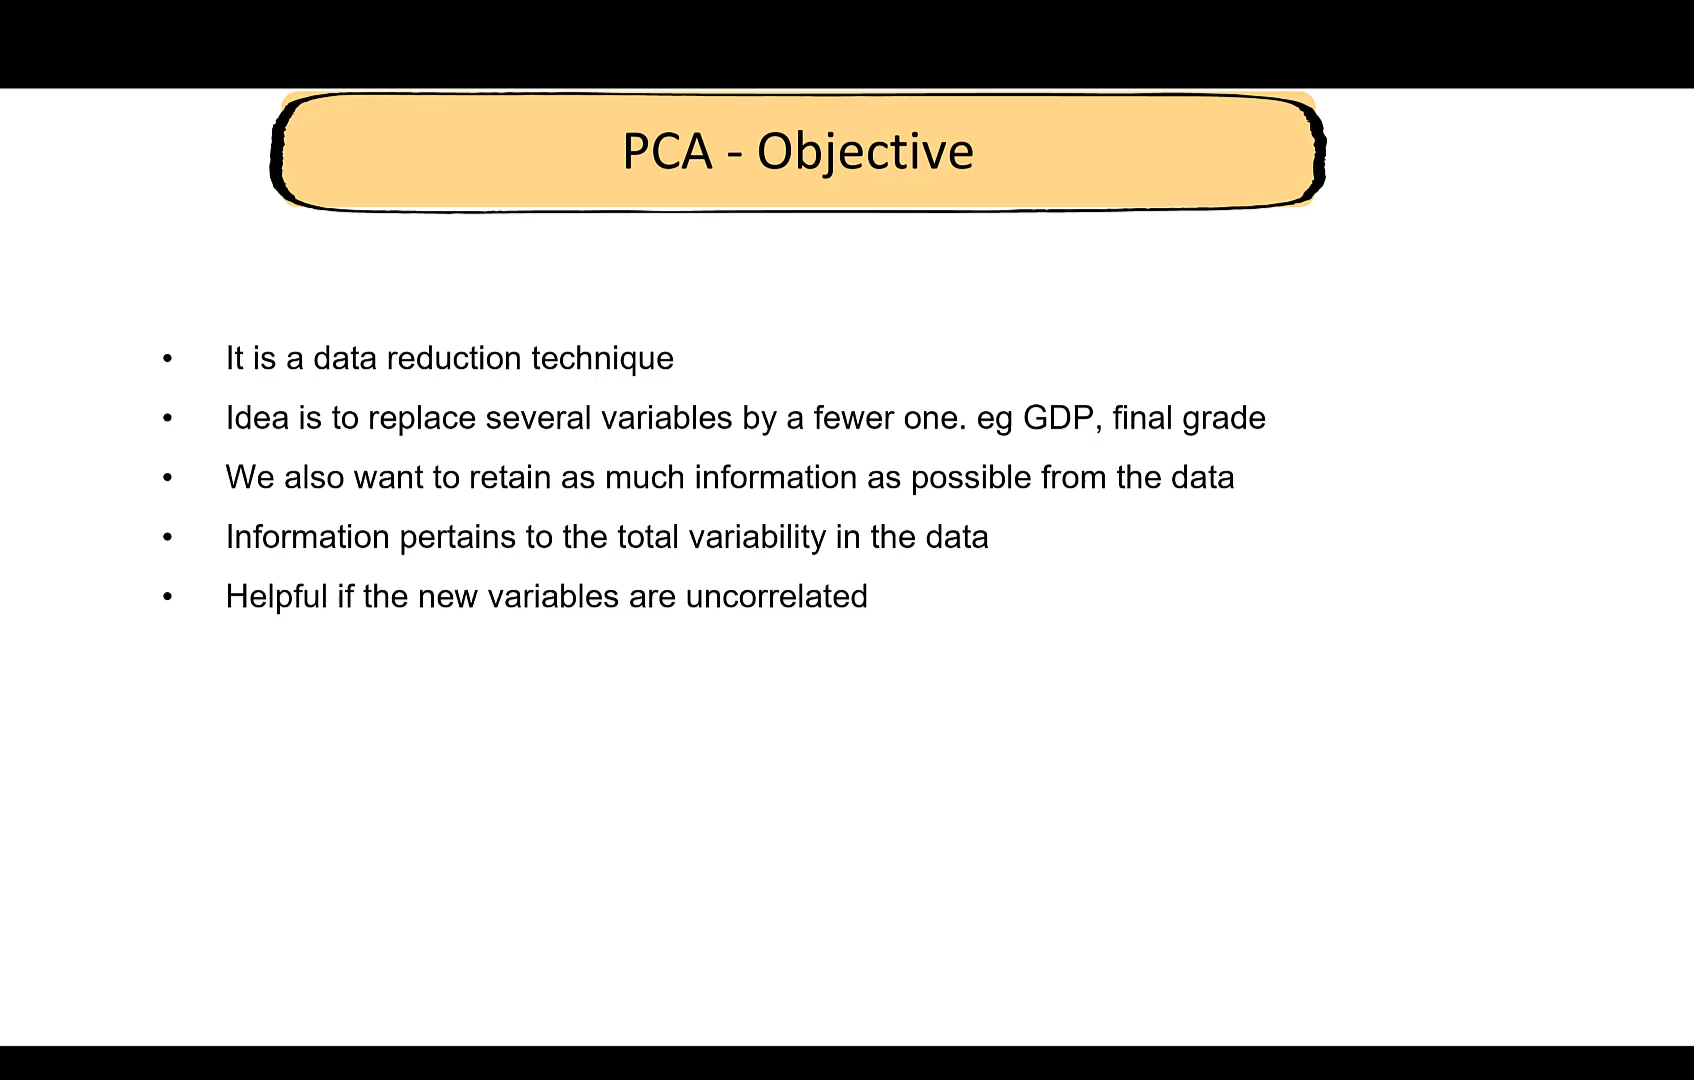 PCA - Objective
• It is a data reduction technique
• Idea is to replace several variables by a fewer one. eg GDP, final grade
• We also want to retain as much information as possible from the data
• Information pertains to the total variability in the data
• Helpful if the new variables are uncorrelated